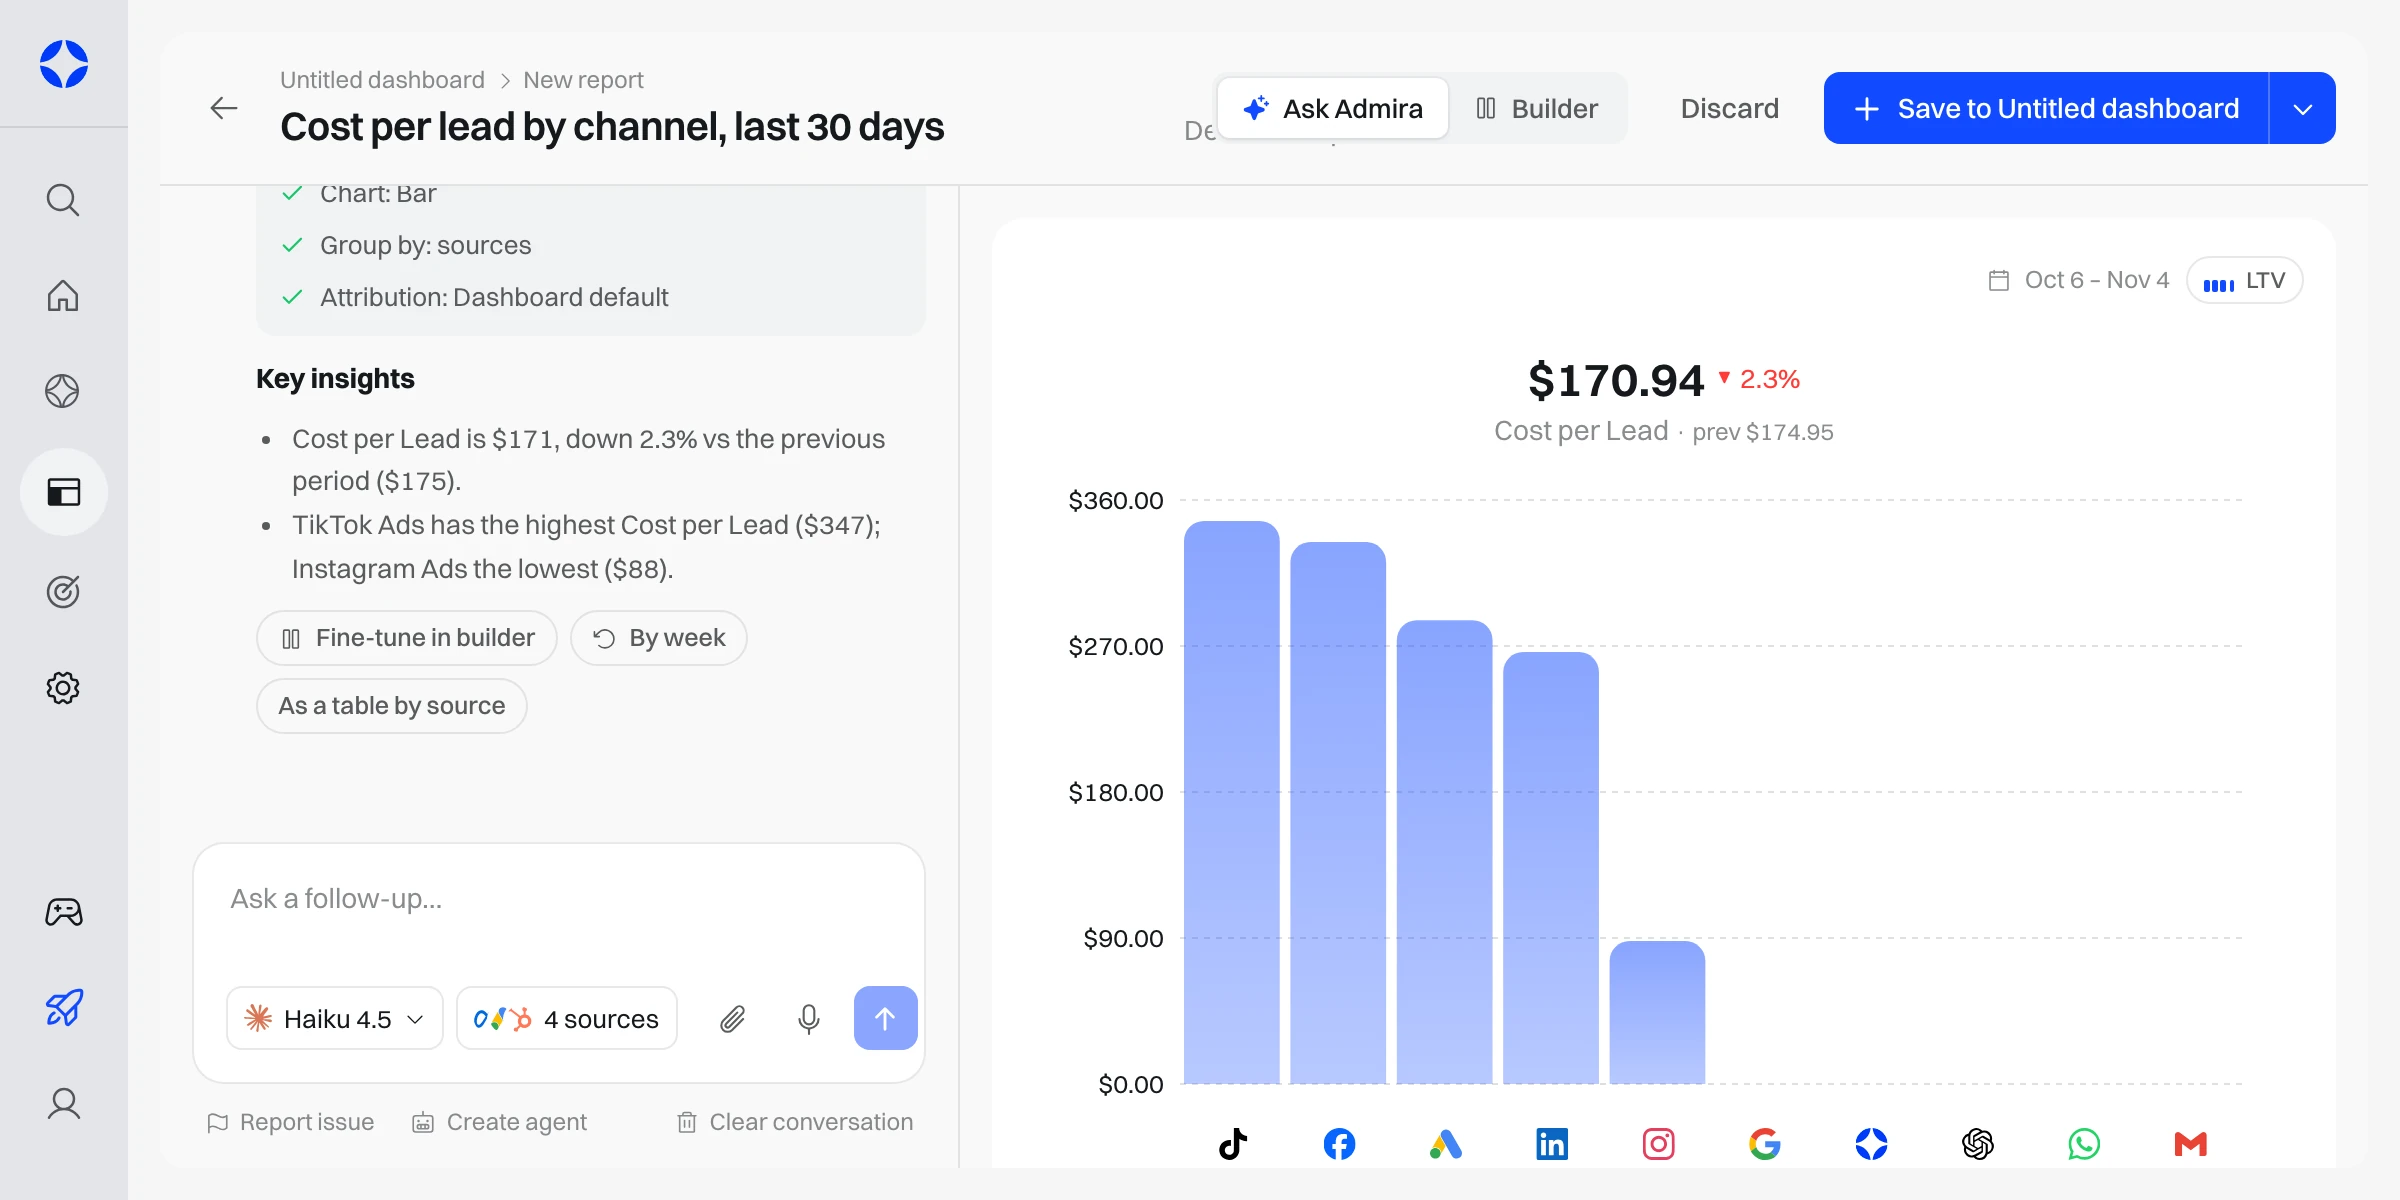 Untitled dashboard > New report
Cost per lead by channel, last 30 days
Ask Admira
Builder
Discard
Save to Untitled dashboard
Chart: Bar
Group by: sources
Attribution: Dashboard default
Key insights
• Cost per Lead is $171, down 2.3% vs the previous
period ($175).
• TikTok Ads has the highest Cost per Lead ($347);
Instagram Ads the lowest ($88).
Fine-tune in builder
By week
As a table by source
Ask a follow-up...
Haiku 4.5
4 sources
Report issue
Create agent
Clear conversation
Oct 6 – Nov 4
LTV
$170.94 ▼ 2.3%
Cost per Lead · prev $174.95
$360.00
$270.00
$180.00
$90.00
$0.00